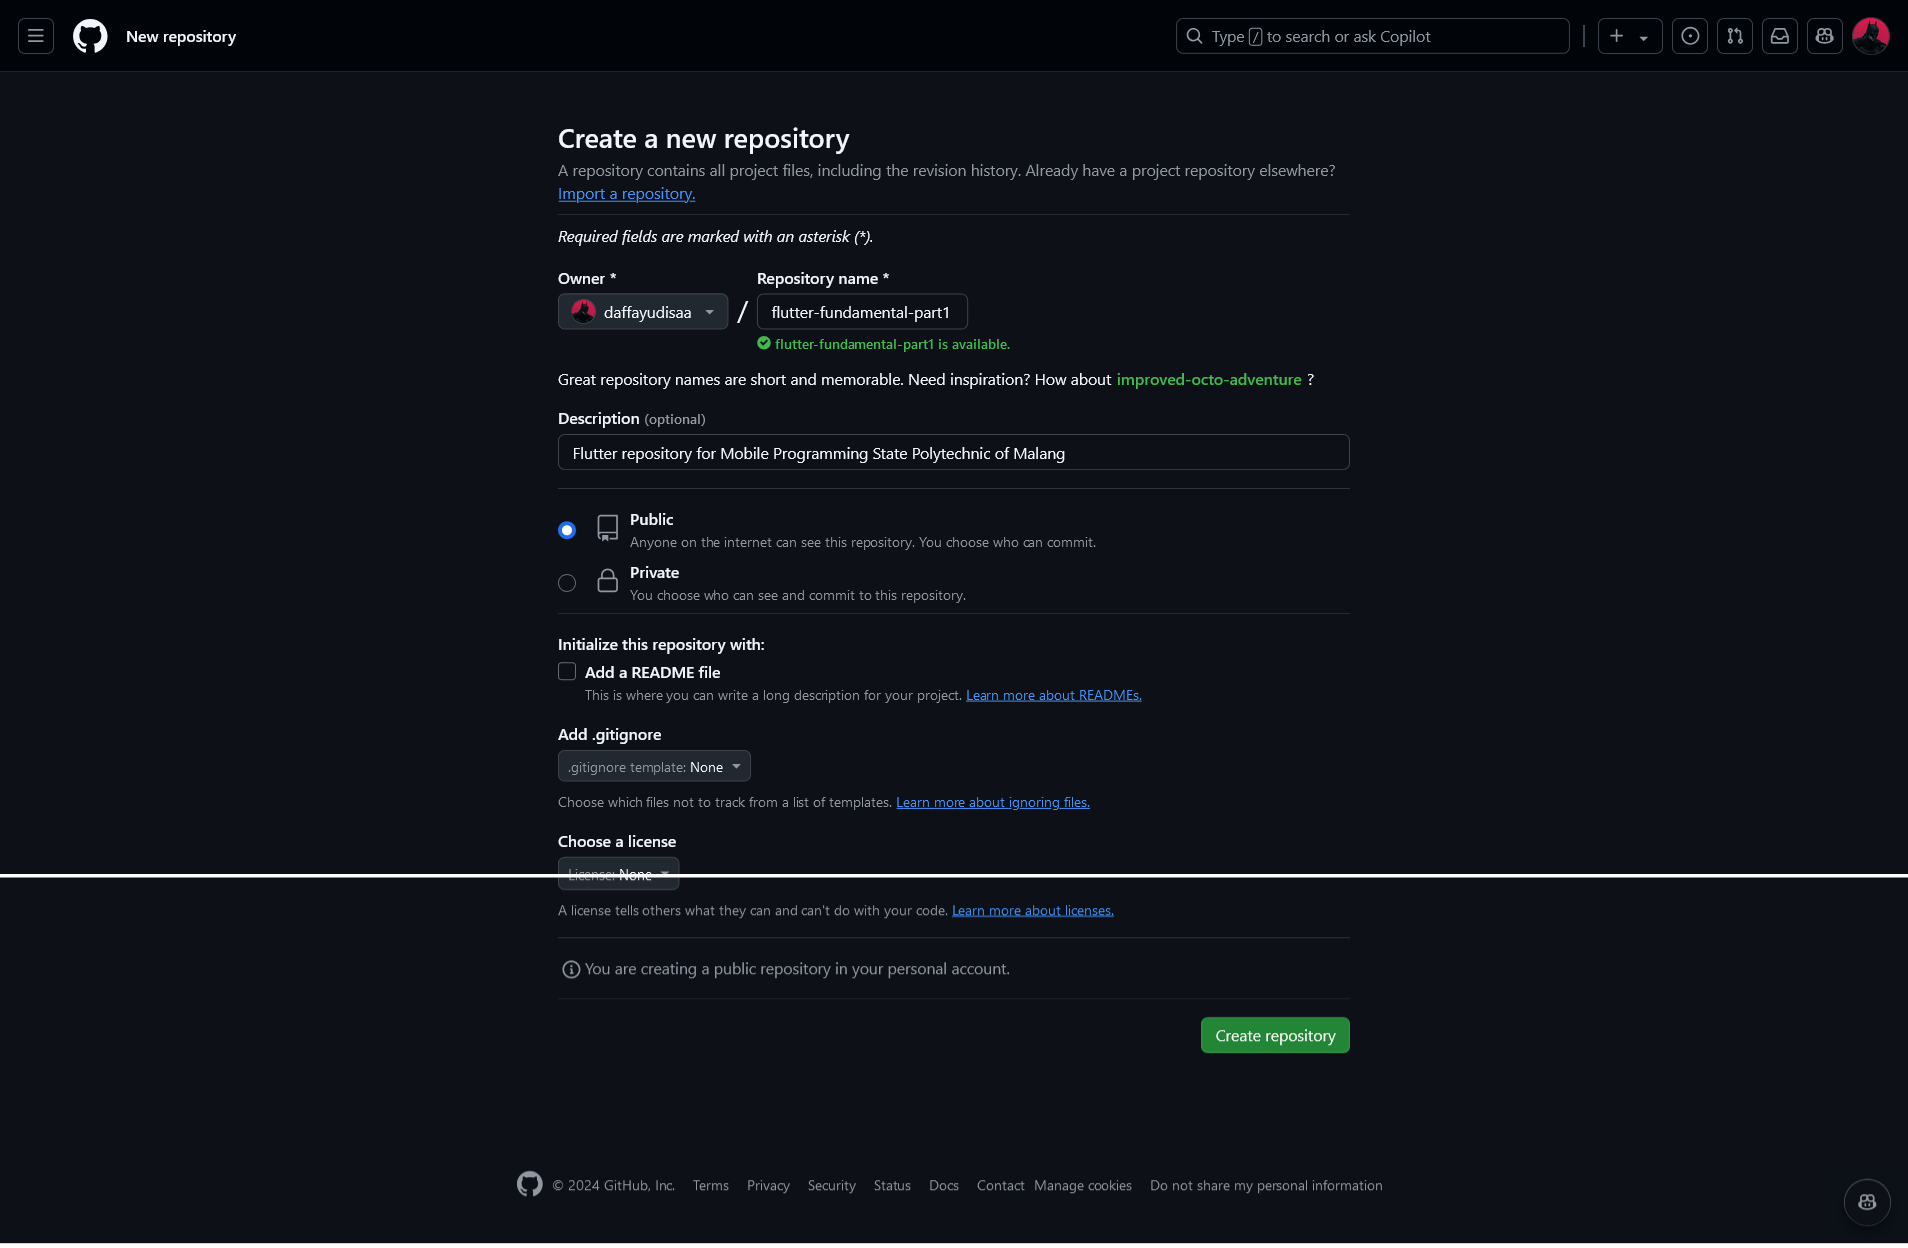 New repository
Type / to search or ask Copilot
Create a new repository
A repository contains all project files, including the revision history. Already have a project repository elsewhere?
Import a repository.
Required fields are marked with an asterisk (*).
Owner * Repository name *
daffayudisaa / flutter-fundamental-part1
flutter-fundamental-part1 is available.
Great repository names are short and memorable. Need inspiration? How about improved-octo-adventure ?
Description (optional)
Flutter repository for Mobile Programming State Polytechnic of Malang
Public
Anyone on the internet can see this repository. You choose who can commit.
Private
You choose who can see and commit to this repository.
Initialize this repository with:
Add a README file
This is where you can write a long description for your project. Learn more about READMEs.
Add .gitignore
.gitignore template: None
Choose which files not to track from a list of templates. Learn more about ignoring files.
Choose a license
License: None
A license tells others what they can and can't do with your code. Learn more about licenses.
You are creating a public repository in your personal account.
Create repository
© 2024 GitHub, Inc. Terms Privacy Security Status Docs Contact Manage cookies Do not share my personal information